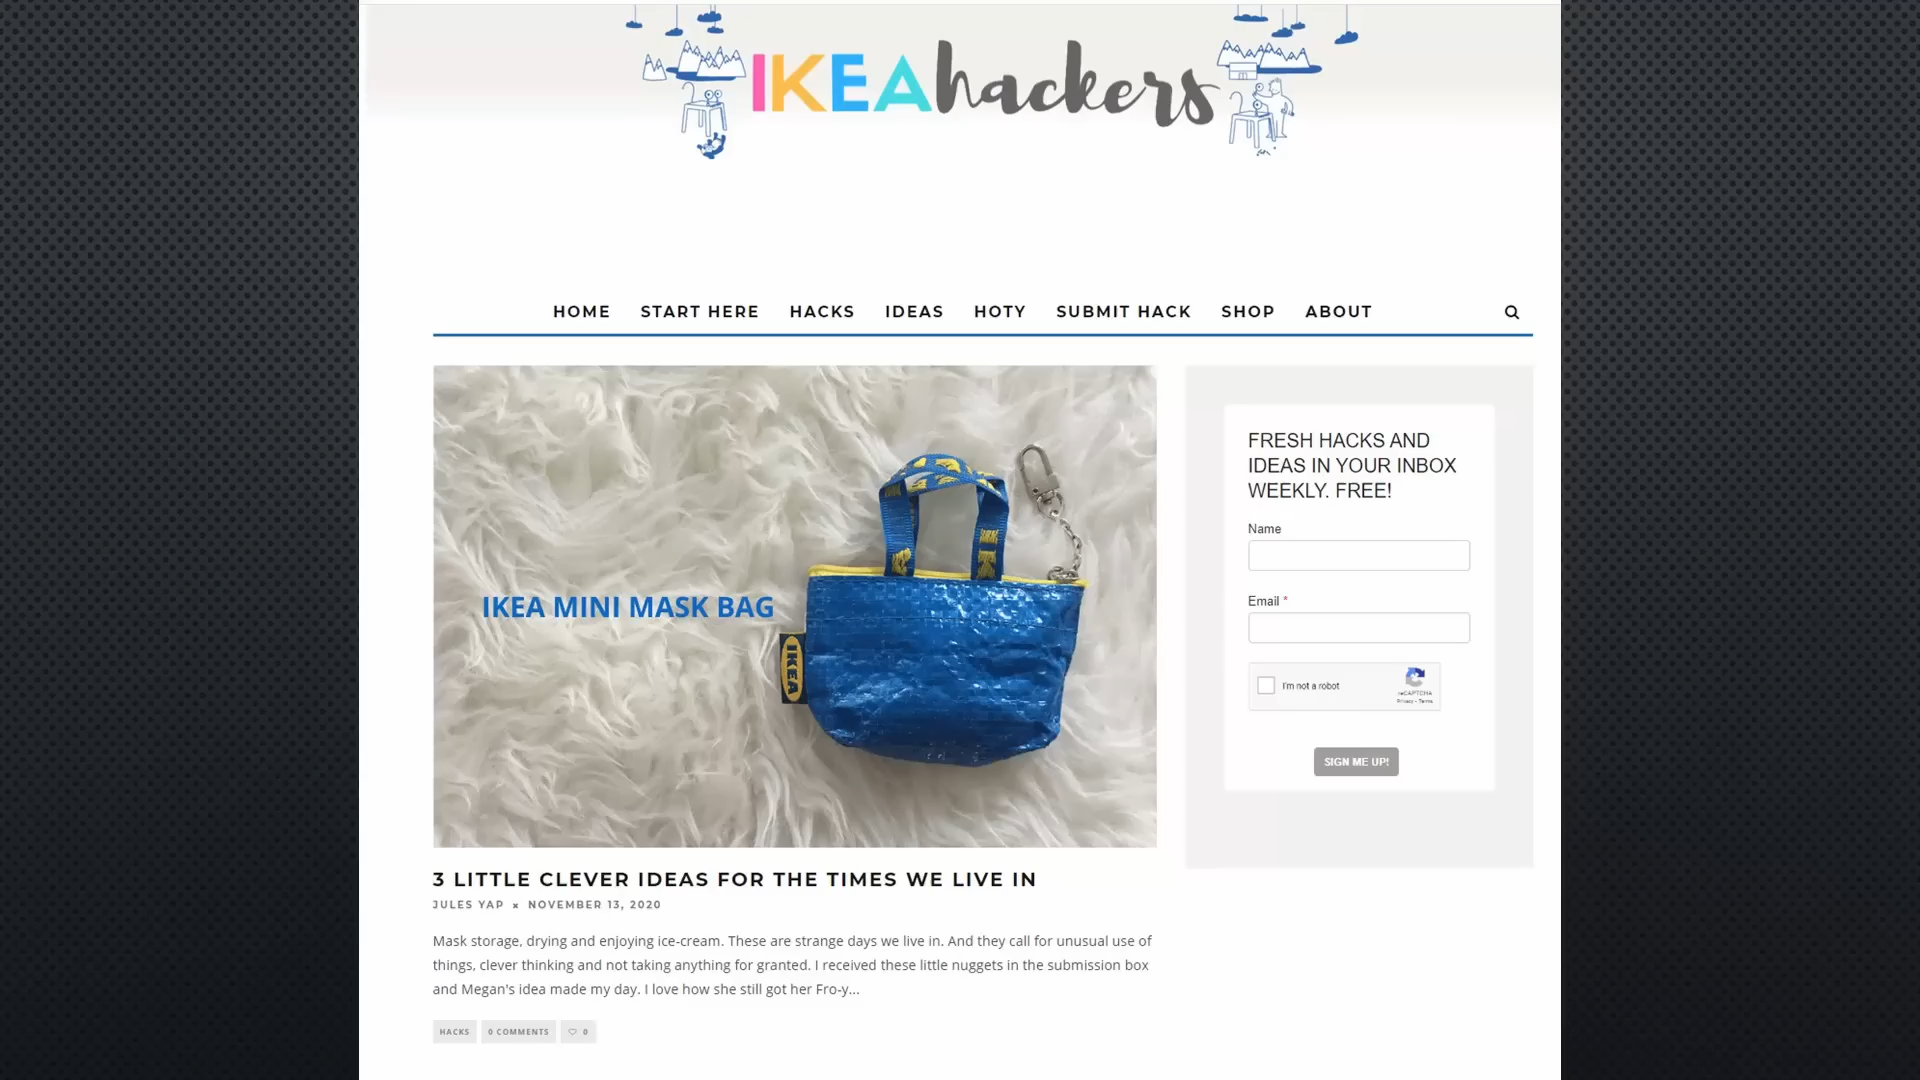 IKEAhackers
HOME START HERE HACKS IDEAS HOTY SUBMIT HACK SHOP ABOUT
IKEA MINI MASK BAG
IKEA
3 LITTLE CLEVER IDEAS FOR THE TIMES WE LIVE IN
JULES YAP × NOVEMBER 13, 2020
Mask storage, drying and enjoying ice-cream. These are strange days we live in. And they call for unusual use of
things, clever thinking and not taking anything for granted. I received these little nuggets in the submission box
and Megan's idea made my day. I love how she still got her Fro-y...
HACKS 0 COMMENTS 0
FRESH HACKS AND
IDEAS IN YOUR INBOX
WEEKLY. FREE!
Name
Email *
I'm not a robot
reCAPTCHA
Privacy - Terms
SIGN ME UP!